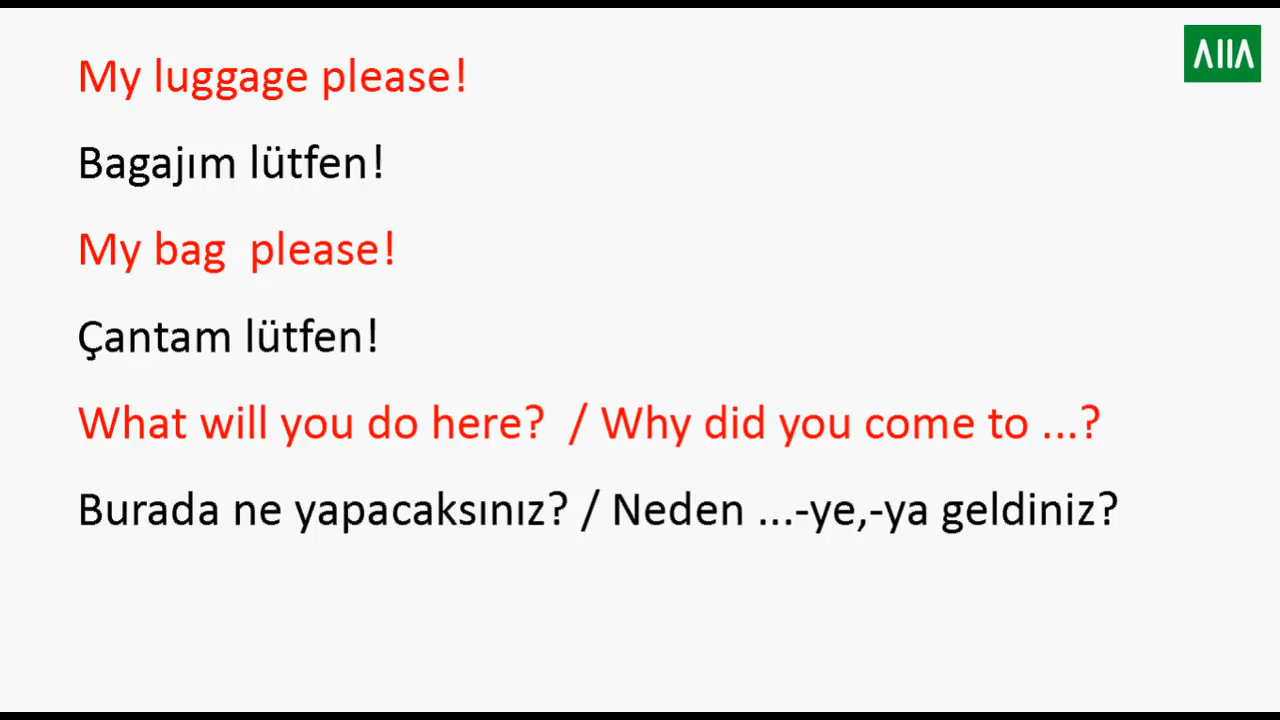 AIIA
My luggage please!
Bagajım lütfen!
My bag  please!
Çantam lütfen!
What will you do here?  / Why did you come to ...?
Burada ne yapacaksınız? / Neden ...-ye,-ya geldiniz?